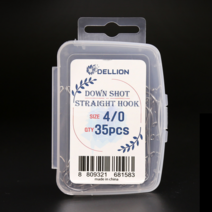 DELLION
DOWN SHOT
STRAIGHT HOOK
SIZE 4/0
QTY 35pcs
8 809321 681583
made in china